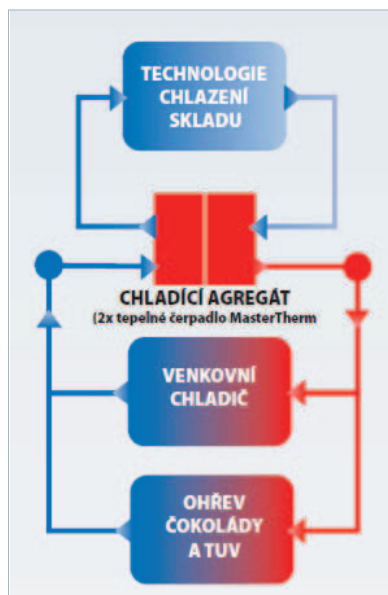 TECHNOLOGIE
CHLAZENÍ
SKLADU
CHLADÍCÍ AGREGÁT
(2x tepelné čerpadlo MasterTherm
VENKOVNÍ
CHLADIČ
OHŘEV
ČOKOLÁDY
A TUV